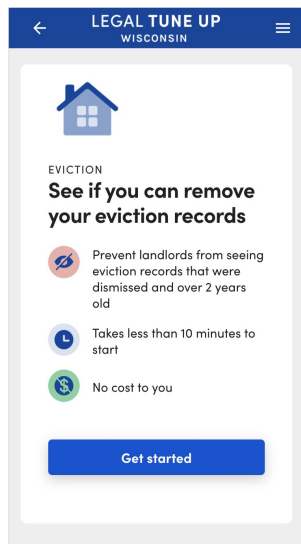 LEGAL TUNE UP
WISCONSIN
EVICTION
See if you can remove
your eviction records
Prevent landlords from seeing
eviction records that were
dismissed and over 2 years
old
Takes less than 10 minutes to
start
No cost to you
Get started